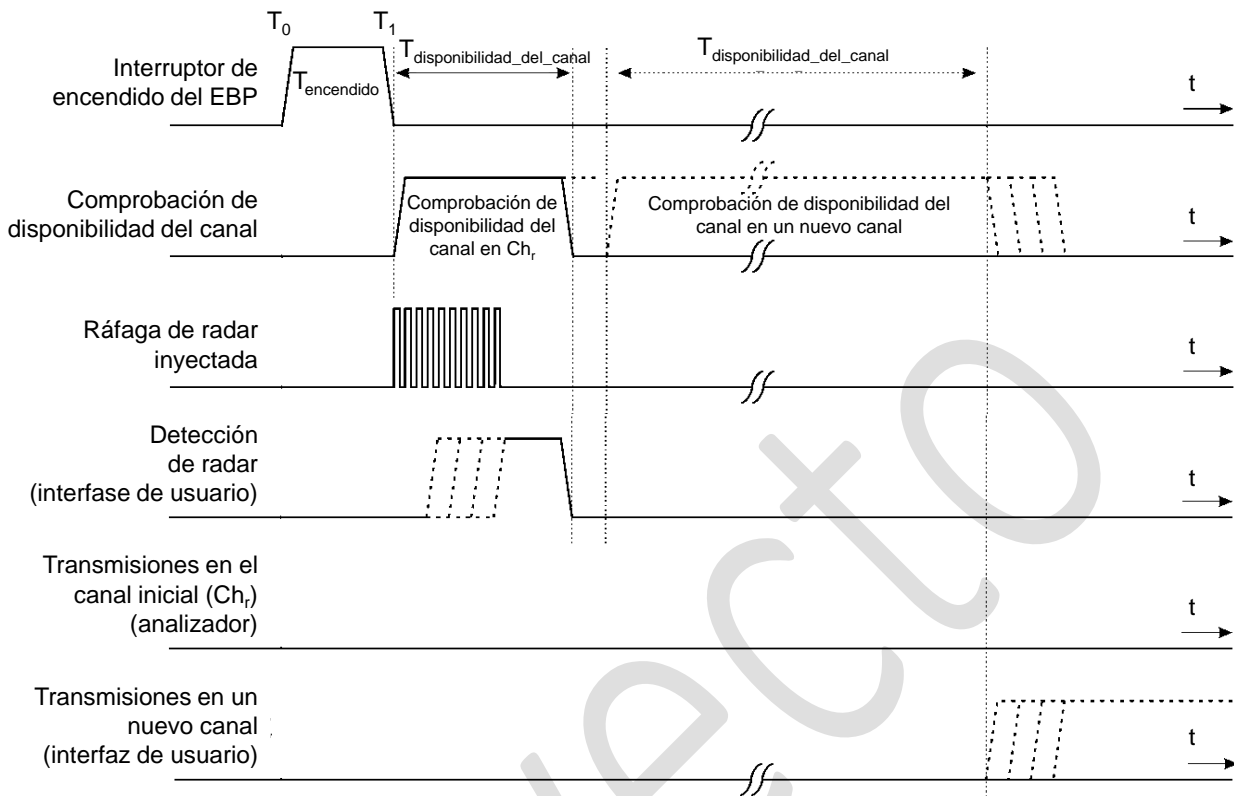 T0
T1
Tdisponibilidad_del_canal
Tdisponibilidad_del_canal
Interruptor de
encendido del EBP
Tencendido
t
Comprobación de
disponibilidad del canal
Comprobación de
disponibilidad del
canal en Chr
Comprobación de disponibilidad del
canal en un nuevo canal
t
Ráfaga de radar
inyectada
t
Detección
de radar
(interfase de usuario)
t
Transmisiones en el
canal inicial (Chr)
(analizador)
t
Transmisiones en un
nuevo canal
(interfaz de usuario)
t